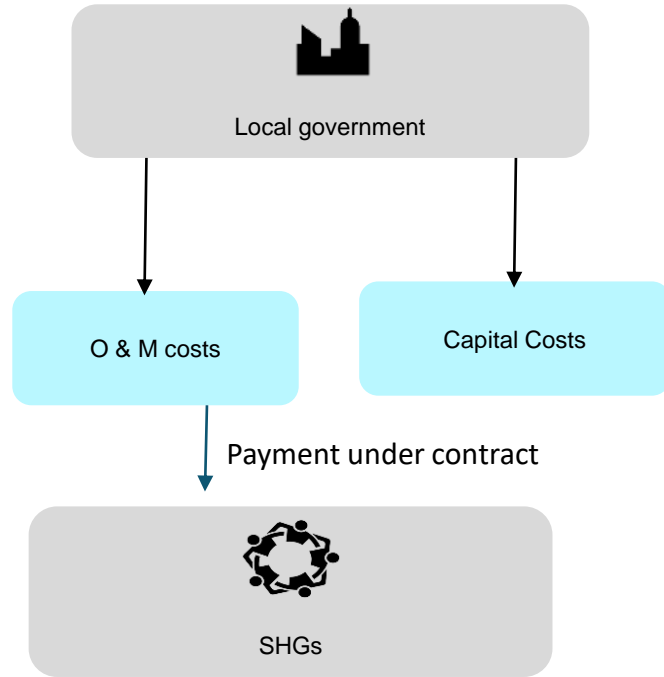 Local government
O & M costs
Capital Costs
Payment under contract
SHGs